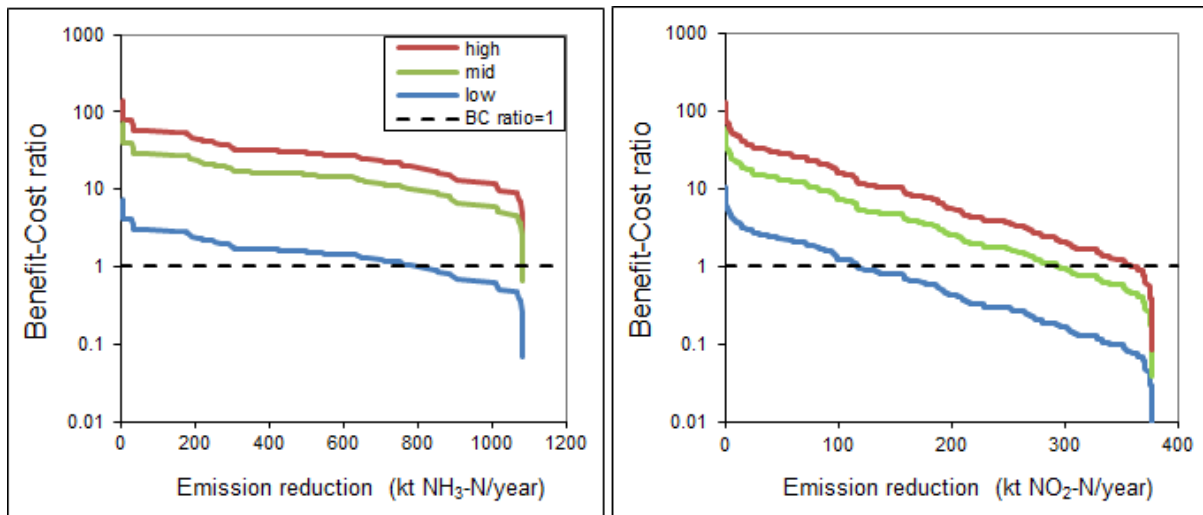 1000
100
10
1
0.1
0.01
Benefit-Cost ratio
high
mid
low
BC ratio=1
0 200 400 600 800 1000 1200
Emission reduction (kt NH₃-N/year)
1000
100
10
1
0.1
0.01
Benefit-Cost ratio
0 100 200 300 400
Emission reduction (kt NO₂-N/year)